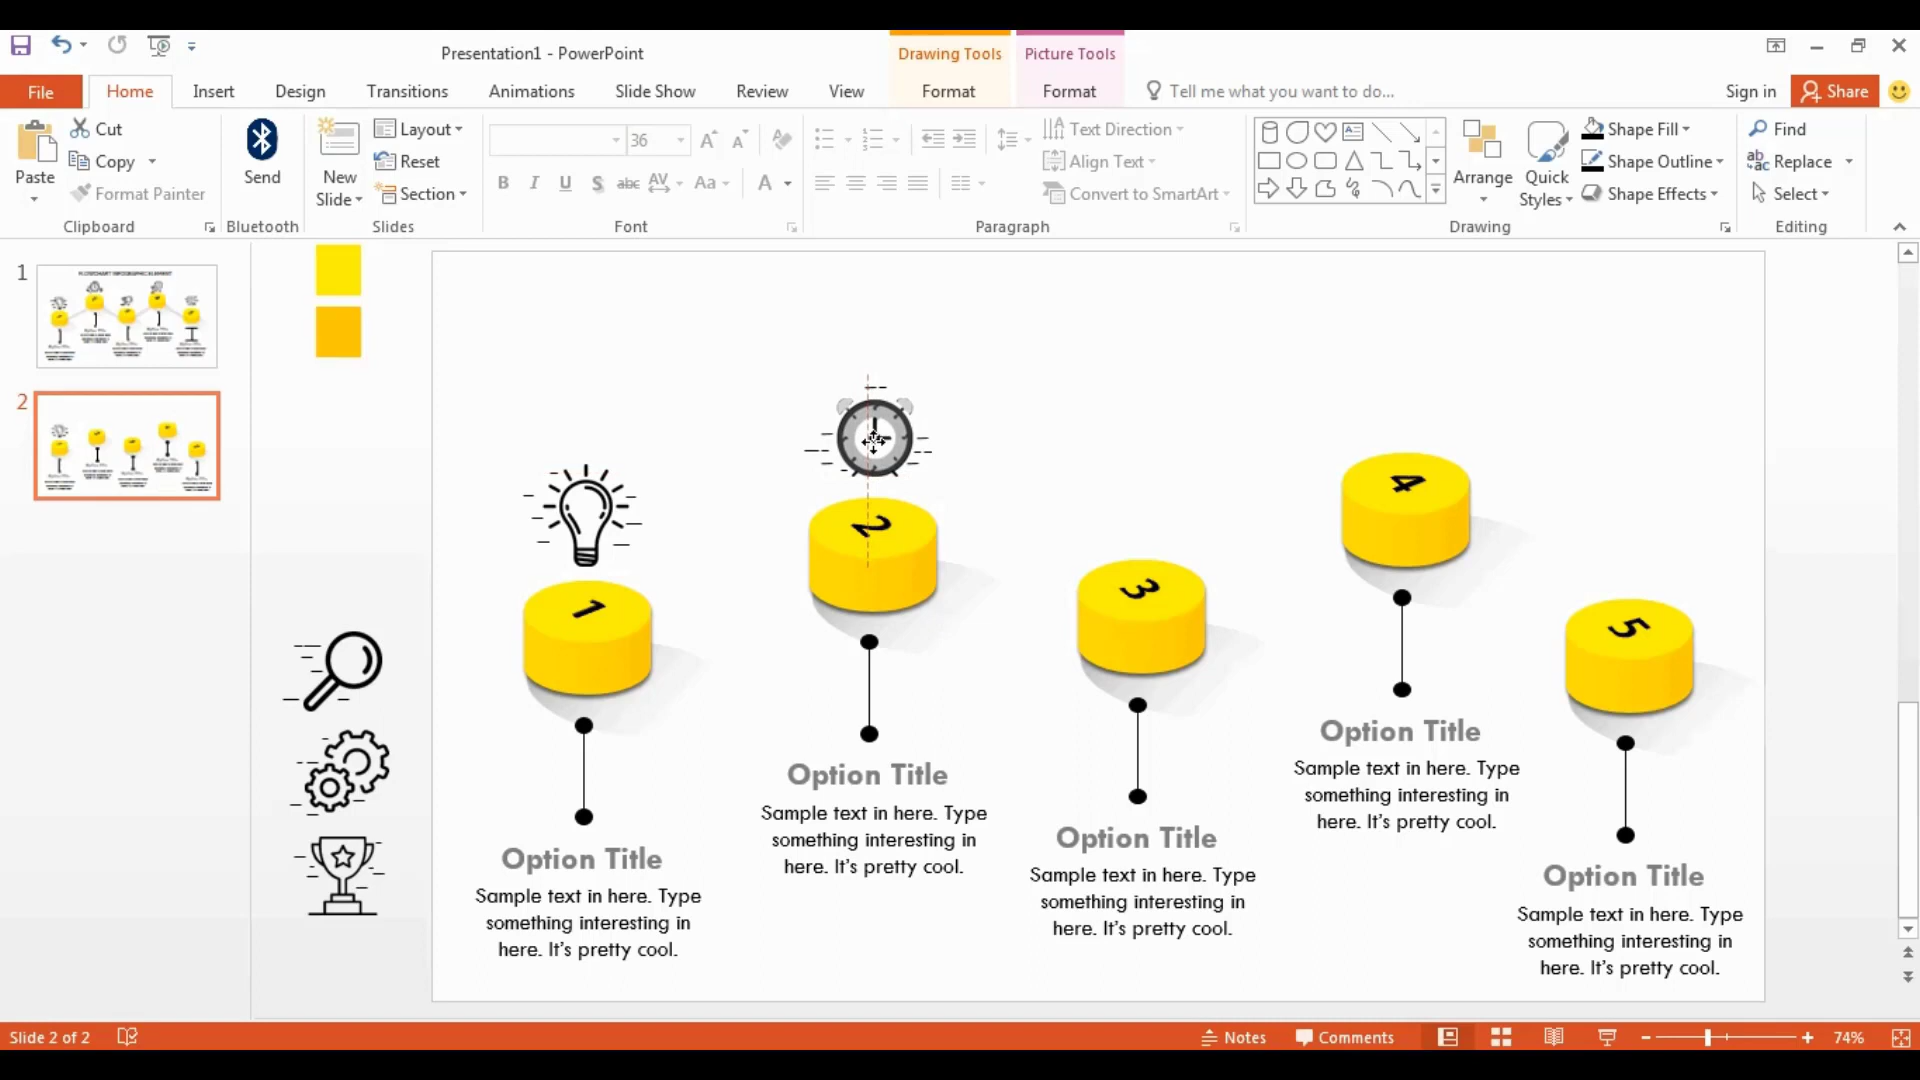 Presentation1 - PowerPoint
Drawing Tools
Picture Tools
File
Home
Insert
Design
Transitions
Animations
Slide Show
Review
View
Format
Format
Tell me what you want to do...
Sign in
Share
Paste
Cut
Copy
Format Painter
Clipboard
Send
Bluetooth
New
Slide
Layout
Reset
Section
Slides
36
B I U S abc AV Aa A
Font
Text Direction
Align Text
Convert to SmartArt
Paragraph
Arrange
Quick
Styles
Shape Fill
Shape Outline
Shape Effects
Drawing
Find
Replace
Select
Editing
1
FLOWCHART INFOGRAPHIC ELEMENT
2
1
Option Title
Sample text in here. Type
something interesting in
here. It's pretty cool.
2
Option Title
Sample text in here. Type
something interesting in
here. It's pretty cool.
3
Option Title
Sample text in here. Type
something interesting in
here. It's pretty cool.
4
Option Title
Sample text in here. Type
something interesting in
here. It's pretty cool.
5
Option Title
Sample text in here. Type
something interesting in
here. It's pretty cool.
Slide 2 of 2
Notes
Comments
74%